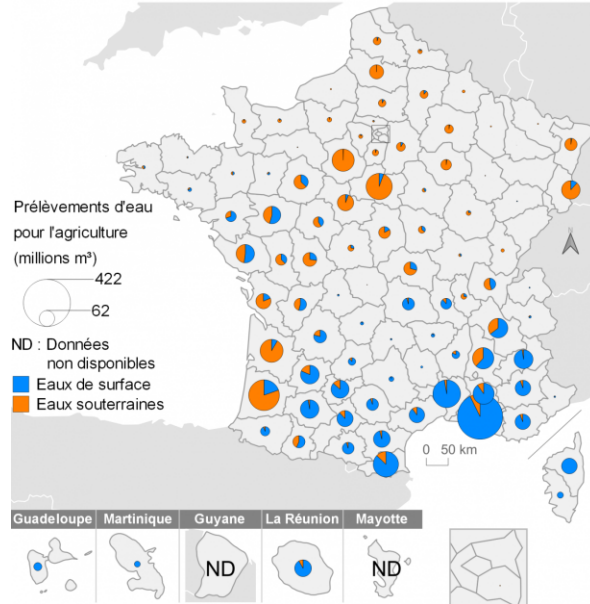 Prélèvements d'eau
pour l'agriculture
(millions m³)
422
62
ND : Données
non disponibles
Eaux de surface
Eaux souterraines
0 50 km
Guadeloupe Martinique Guyane La Réunion Mayotte
ND ND